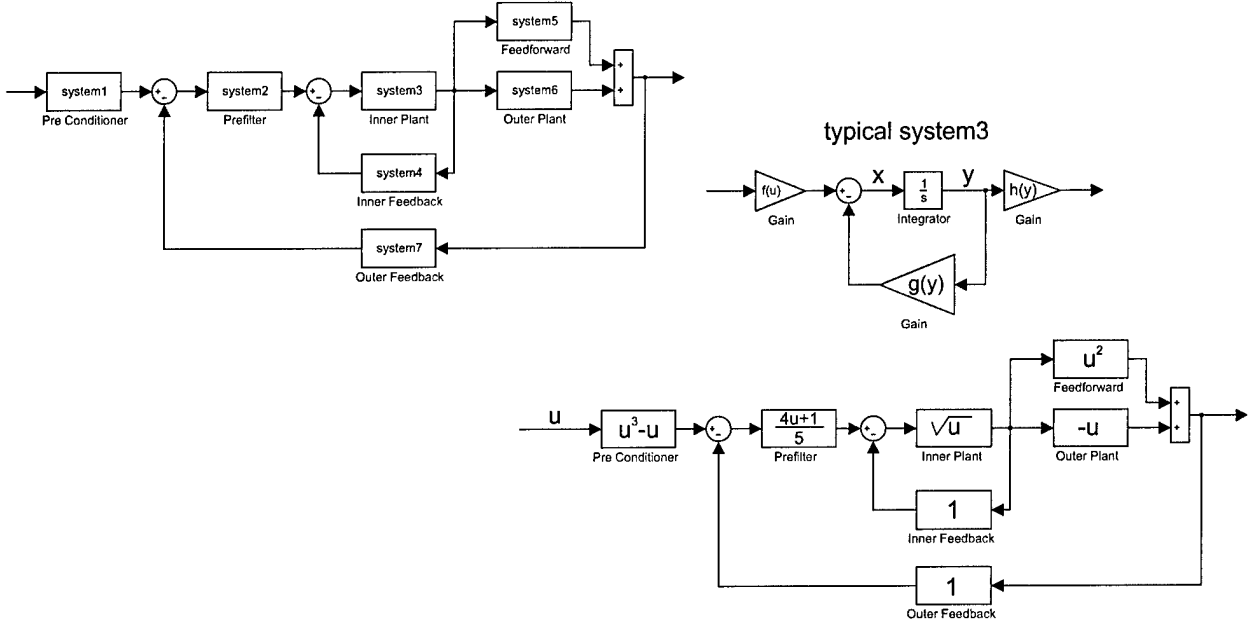 system5
Feedforward
system1
Pre Conditioner
+
-
system2
Prefilter
+
-
system3
Inner Plant
system6
Outer Plant
+
+
system4
Inner Feedback
system7
Outer Feedback
typical system3
f(u)
Gain
+
-
x
1
s
Integrator
y
h(y)
Gain
g(y)
Gain
u²
Feedforward
u
u³-u
Pre Conditioner
+
-
4u+1
5
Prefilter
+
-
√u
Inner Plant
-u
Outer Plant
+
+
1
Inner Feedback
1
Outer Feedback